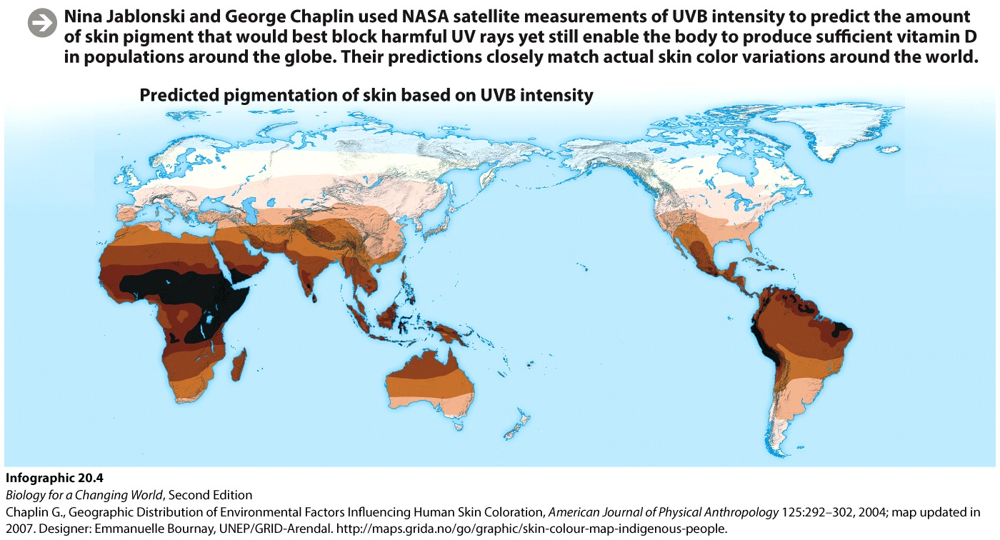 Nina Jablonski and George Chaplin used NASA satellite measurements of UVB intensity to predict the amount
of skin pigment that would best block harmful UV rays yet still enable the body to produce sufficient vitamin D
in populations around the globe. Their predictions closely match actual skin color variations around the world.
Predicted pigmentation of skin based on UVB intensity
Infographic 20.4
Biology for a Changing World, Second Edition
Chaplin G., Geographic Distribution of Environmental Factors Influencing Human Skin Coloration, American Journal of Physical Anthropology 125:292–302, 2004; map updated in
2007. Designer: Emmanuelle Bournay, UNEP/GRID-Arendal. http://maps.grida.no/go/graphic/skin-colour-map-indigenous-people.